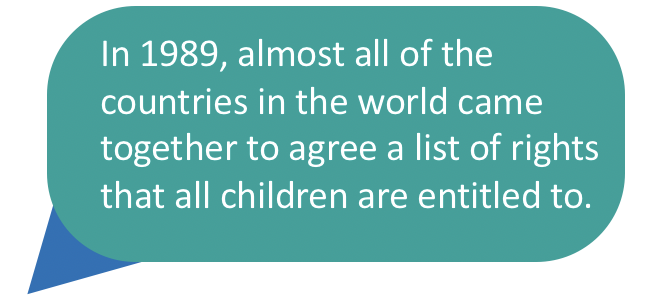 In 1989, almost all of the
countries in the world came
together to agree a list of rights
that all children are entitled to.